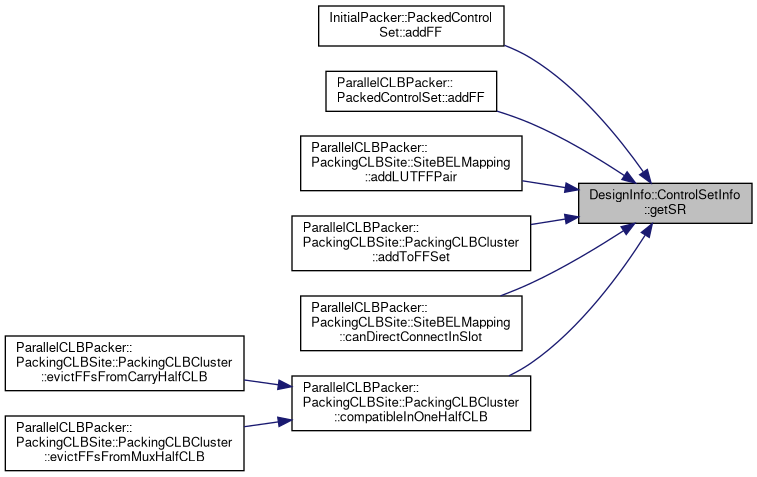 InitialPacker::PackedControl
Set::addFF
ParallelCLBPacker::
PackedControlSet::addFF
ParallelCLBPacker::
PackingCLBSite::SiteBELMapping
::addLUTFFPair
DesignInfo::ControlSetInfo
::getSR
ParallelCLBPacker::
PackingCLBSite::PackingCLBCluster
::addToFFSet
ParallelCLBPacker::
PackingCLBSite::SiteBELMapping
::canDirectConnectInSlot
ParallelCLBPacker::
PackingCLBSite::PackingCLBCluster
::evictFFsFromCarryHalfCLB
ParallelCLBPacker::
PackingCLBSite::PackingCLBCluster
::compatibleInOneHalfCLB
ParallelCLBPacker::
PackingCLBSite::PackingCLBCluster
::evictFFsFromMuxHalfCLB